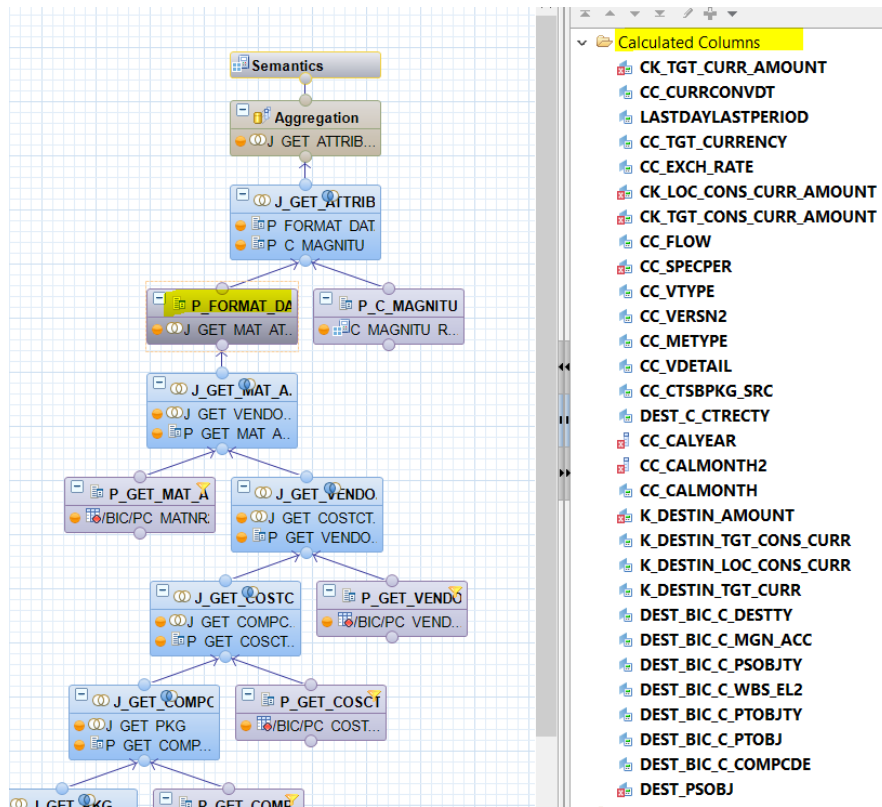 Semantics
Aggregation
J_GET_ATTRIB...
J_GET_ATTRIB
P_FORMAT_DAT
P_C_MAGNITU
P_FORMAT_DA
J_GET_MAT_AT...
P_C_MAGNITU
C_MAGNITU_R...
J_GET_MAT_A.
J_GET_VENDO..
P_GET_MAT_A..
P_GET_MAT_A
/BIC/PC_MATNR:
J_GET_VENDO.
J_GET_COSTCT.
P_GET_VENDO..
J_GET_COSTC
J_GET_COMPC..
P_GET_COSCT..
P_GET_VENDO
/BIC/PC_VEND...
J_GET_COMPC
J_GET_PKG
P_GET_COMP...
P_GET_COSCT
/BIC/PC_COST...
J_GET_PKG
P_GET_COMP
Calculated Columns
CK_TGT_CURR_AMOUNT
CC_CURRCONVDT
LASTDAYLASTPERIOD
CC_TGT_CURRENCY
CC_EXCH_RATE
CK_LOC_CONS_CURR_AMOUNT
CK_TGT_CONS_CURR_AMOUNT
CC_FLOW
CC_SPECPER
CC_VTYPE
CC_VERSN2
CC_METYPE
CC_VDETAIL
CC_CTSBPKG_SRC
DEST_C_CTRECTY
CC_CALYEAR
CC_CALMONTH2
CC_CALMONTH
K_DESTIN_AMOUNT
K_DESTIN_TGT_CONS_CURR
K_DESTIN_LOC_CONS_CURR
K_DESTIN_TGT_CURR
DEST_BIC_C_DESTTY
DEST_BIC_C_MGN_ACC
DEST_BIC_C_PSOBJTY
DEST_BIC_C_WBS_EL2
DEST_BIC_C_PTOBJTY
DEST_BIC_C_PTOBJ
DEST_BIC_C_COMPCDE
DEST_PSOBJ